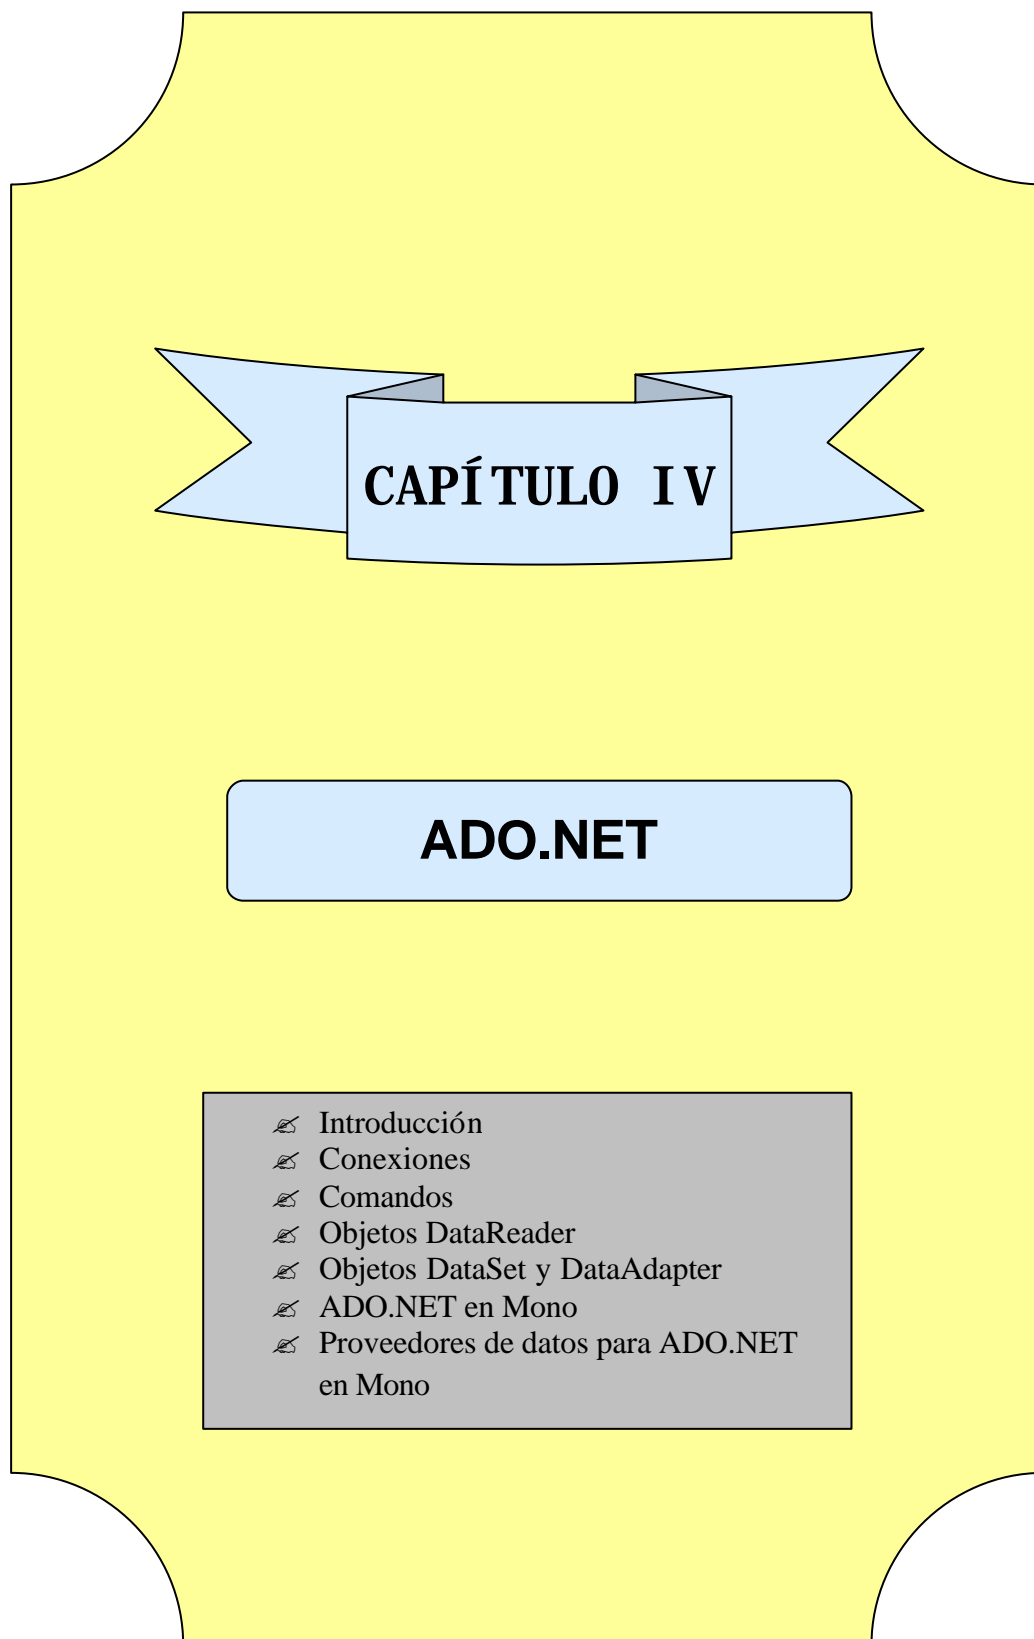 CAPÍTULO IV
ADO.NET
Introducción
Conexiones
Comandos
Objetos DataReader
Objetos DataSet y DataAdapter
ADO.NET en Mono
Proveedores de datos para ADO.NET
en Mono